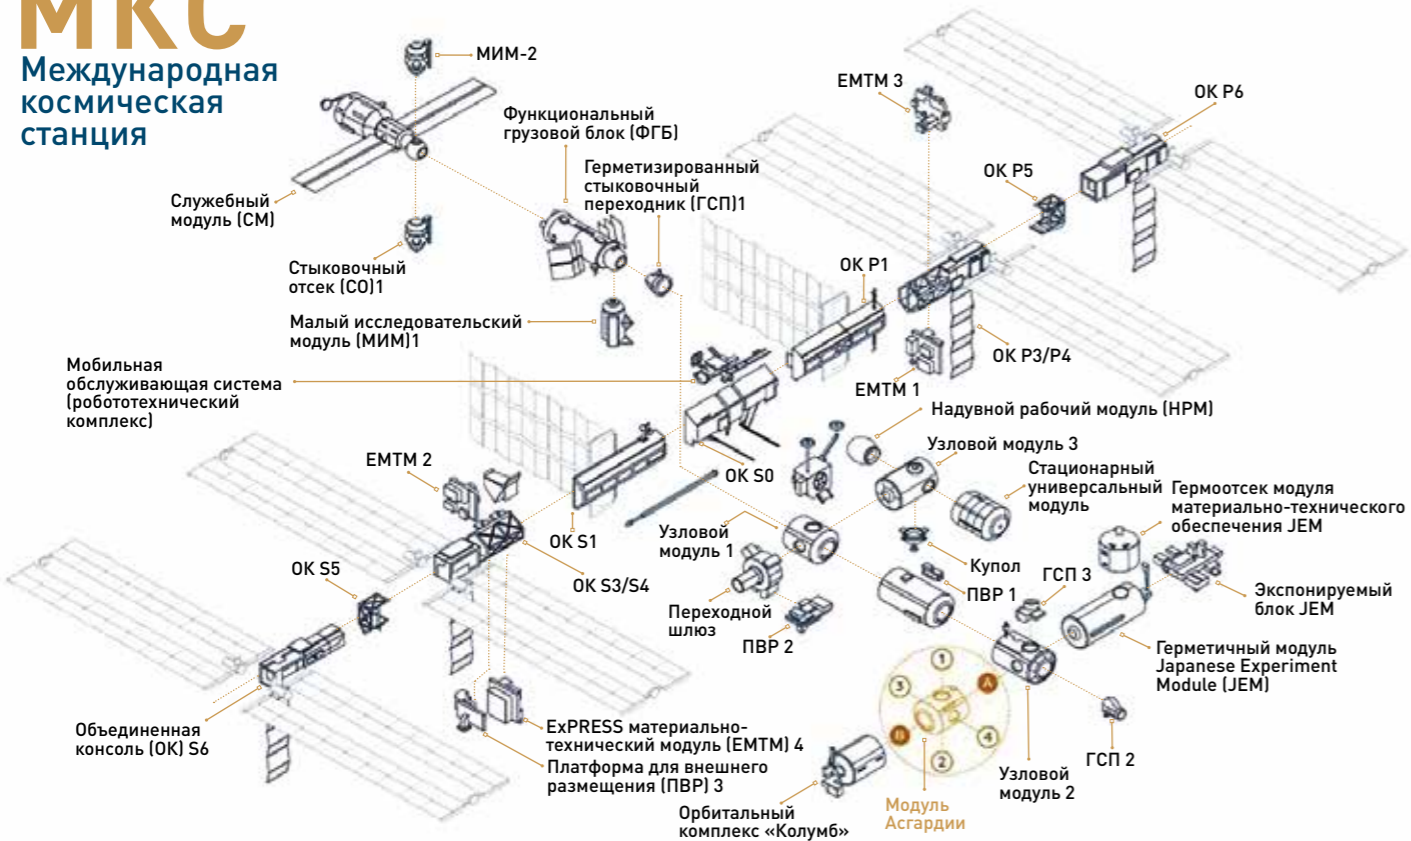 МКС
Международная
космическая
станция
МИМ-2
Служебный
модуль (СМ)
Функциональный
грузовой блок (ФГБ)
Герметизированный
стыковочный
переходник (ГСП)1
Стыковочный
отсек (СО)1
Малый исследовательский
модуль (МИМ)1
Мобильная
обслуживающая система
(робототехнический
комплекс)
ЕМТМ 3
ОК Р6
ОК Р5
ОК Р1
ОК Р3/Р4
ЕМТМ 1
Надувной рабочий модуль (НРМ)
Узловой модуль 3
Стационарный
универсальный
модуль
Гермоотсек модуля
материально-технического
обеспечения JEM
ЕМТМ 2
ОК S0
ОК S1
Узловой
модуль 1
ОК S3/S4
ОК S5
Купол
ПВР 1
ГСП 3
Экспонируемый
блок JEM
Переходной
шлюз
ПВР 2
Герметичный модуль
Japanese Experiment
Module (JEM)
1
A
3
B
4
2
Объединенная
консоль (ОК) S6
ExPRESS материально-
технический модуль (ЕМТМ) 4
Платформа для внешнего
размещения (ПВР) 3
ГСП 2
Узловой
модуль 2
Орбитальный
комплекс «Колумб»
Модуль
Асгардии